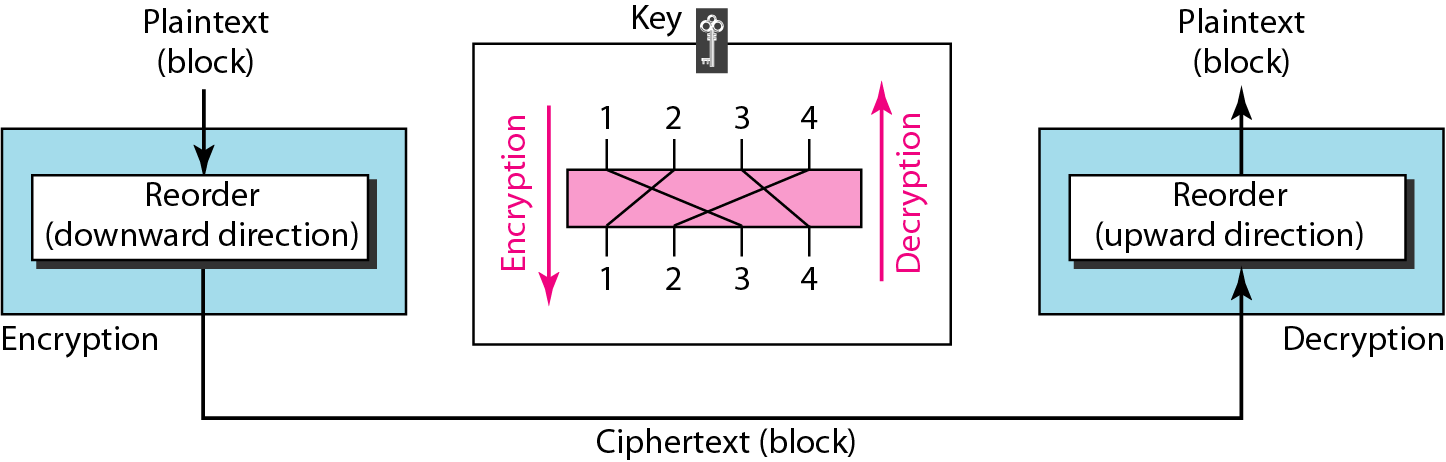 Plaintext
(block)
Reorder
(downward direction)
Encryption
Key
Encryption
1 2 3 4
1 2 3 4
Decryption
Plaintext
(block)
Reorder
(upward direction)
Decryption
Ciphertext (block)